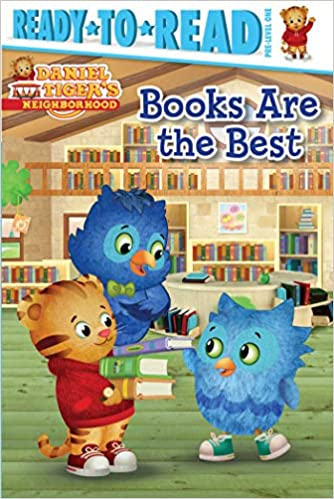 READY-TO-READ
PRE-LEVEL ONE
DANIEL
TIGER'S
NEIGHBORHOOD
Books Are
the Best